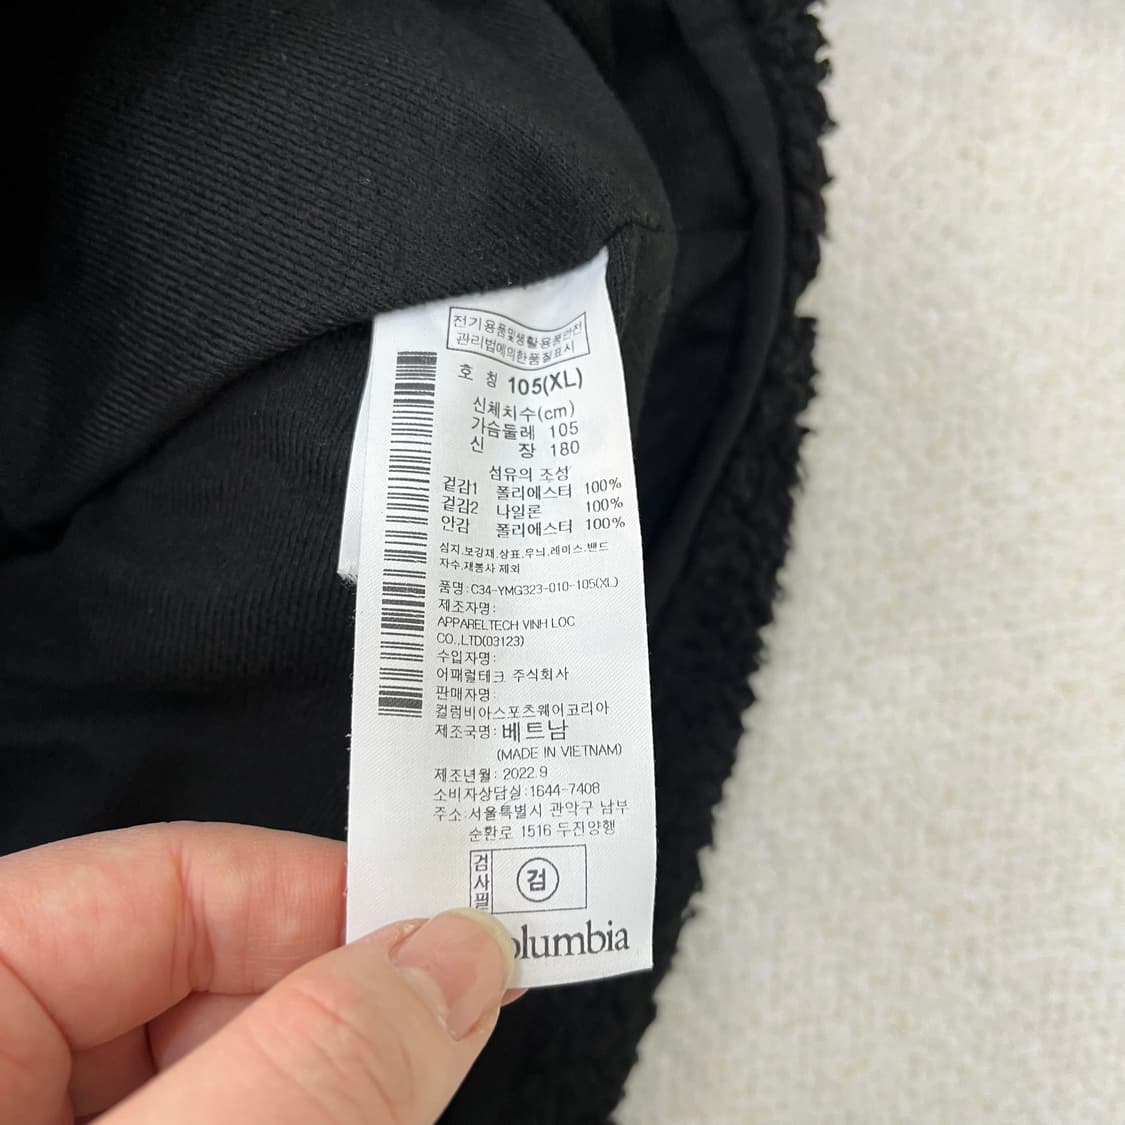 전기용품및생활용품안전
관리법에의한품질표시
호 칭 105(XL)
신체치수(cm)
가슴둘레 105
신 장 180
섬유의 조성
겉감1 폴리에스터 100%
겉감2 나일론 100%
안감 폴리에스터 100%
심지.보강재.상표.무늬.레이스.밴드
자수.재봉사 제외
품명:C34-YMG323-010-105(XL)
제조자명:
APPARELTECH VINH LOC
CO.,LTD(03123)
수입자명:
어패럴테크 주식회사
판매자명:
컬럼비아스포츠웨어코리아
제조국명:베트남
(MADE IN VIETNAM)
제조년월:2022.9
소비자상담실:1644-7408
주소:서울특별시 관악구 남부
순환로 1516 두진양행
검사필
검
olumbia